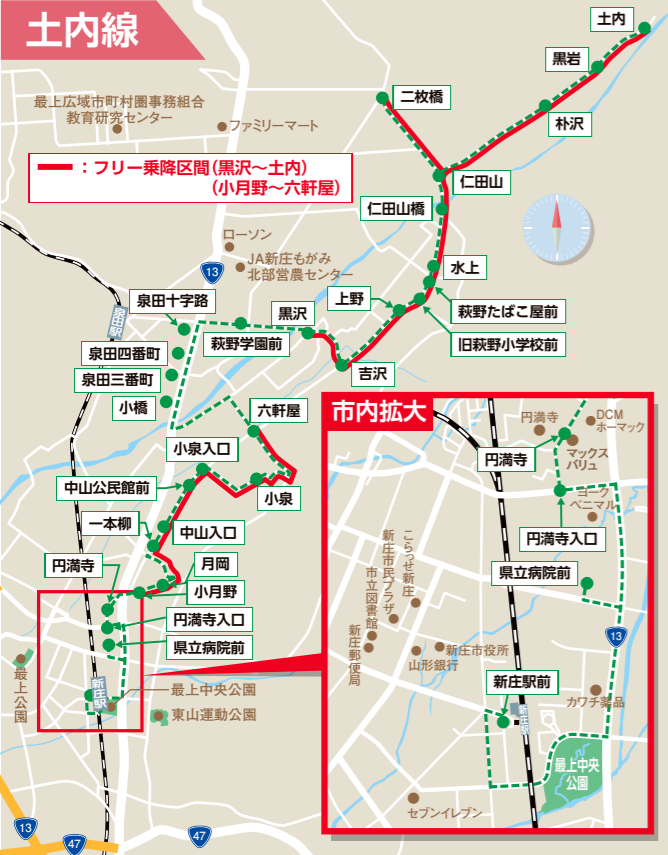 土内線
土内
黒岩
朴沢
二枚橋
仁田山
仁田山橋
水上
萩野たばこ屋前
旧萩野小学校前
上野
吉沢
黒沢
萩野学園前
泉田十字路
泉田四番町
泉田三番町
小橋
六軒屋
小泉入口
小泉
中山公民館前
中山入口
一本柳
月岡
小月野
円満寺
円満寺入口
県立病院前
最上広域市町村圏事務組合
教育研究センター
ファミリーマート
：フリー乗降区間（黒沢～土内）
（小月野～六軒屋）
ローソン
JA新庄もがみ
北部営農センター
13
泉田駅
新庄駅
最上公園
最上中央公園
東山運動公園
13
47
47
市内拡大
円満寺
DCM
ホーマック
マックス
バリュ
円満寺
ヨーク
ベニマル
円満寺入口
県立病院前
こらっせ新庄
新庄市民プラザ
市立図書館
新庄郵便局
新庄市役所
山形銀行
13
新庄駅前
新庄駅
カワチ薬品
最上中央
公園
セブンイレブン